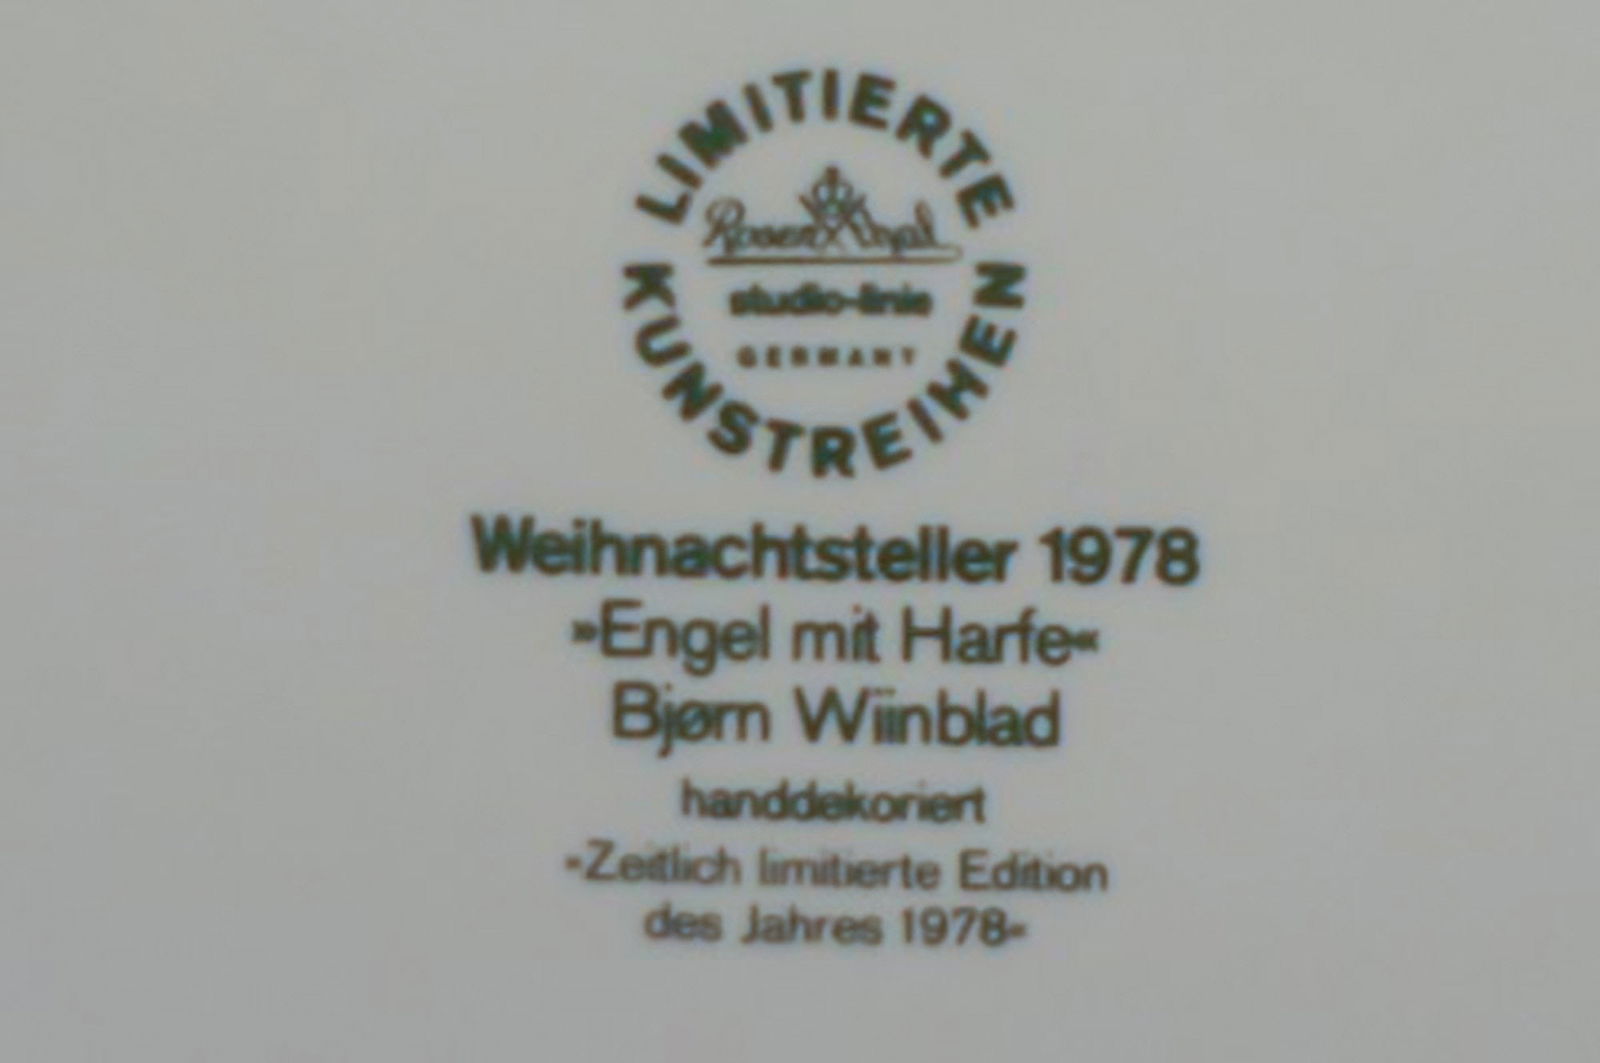 LIMITIERTE
Rosenthal
studio-linie
GERMANY
KUNSTREIHEN
Weihnachtsteller 1978
»Engel mit Harfe«
Bjørn Wiinblad
handdekoriert
»Zeitlich limitierte Edition
des Jahres 1978«